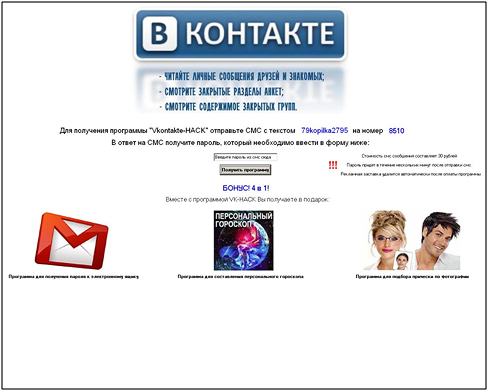 В КОНТАКТЕ
- ЧИТАЙТЕ ЛИЧНЫЕ СООБЩЕНИЯ ДРУЗЕЙ И ЗНАКОМЫХ;
- СМОТРИТЕ ЗАКРЫТЫЕ РАЗДЕЛЫ АНКЕТ;
- СМОТРИТЕ СОДЕРЖИМОЕ ЗАКРЫТЫХ ГРУПП.
Для получения программы "Vkontakte-HACK" отправьте СМС с текстом 79kopilka2795 на номер 8510
В ответ на СМС получите пароль, который необходимо ввести в форму ниже:
Введите пароль из смс сюда
Получить программу
Стоимость смс сообщения составляет 30 рублей
!!! Пароль придет в течение нескольких минут после отправки смс
Рекламная заставка удалится автоматически после оплаты программы
БОНУС! 4 в 1!
Вместе с программой VK-HACK Вы получаете в подарок:
ПЕРСОНАЛЬНЫЙ
ГОРОСКОП
Программа для получения пароля к электронному ящику
Программа для составления персонального гороскопа
Программа для подбора прически по фотографии